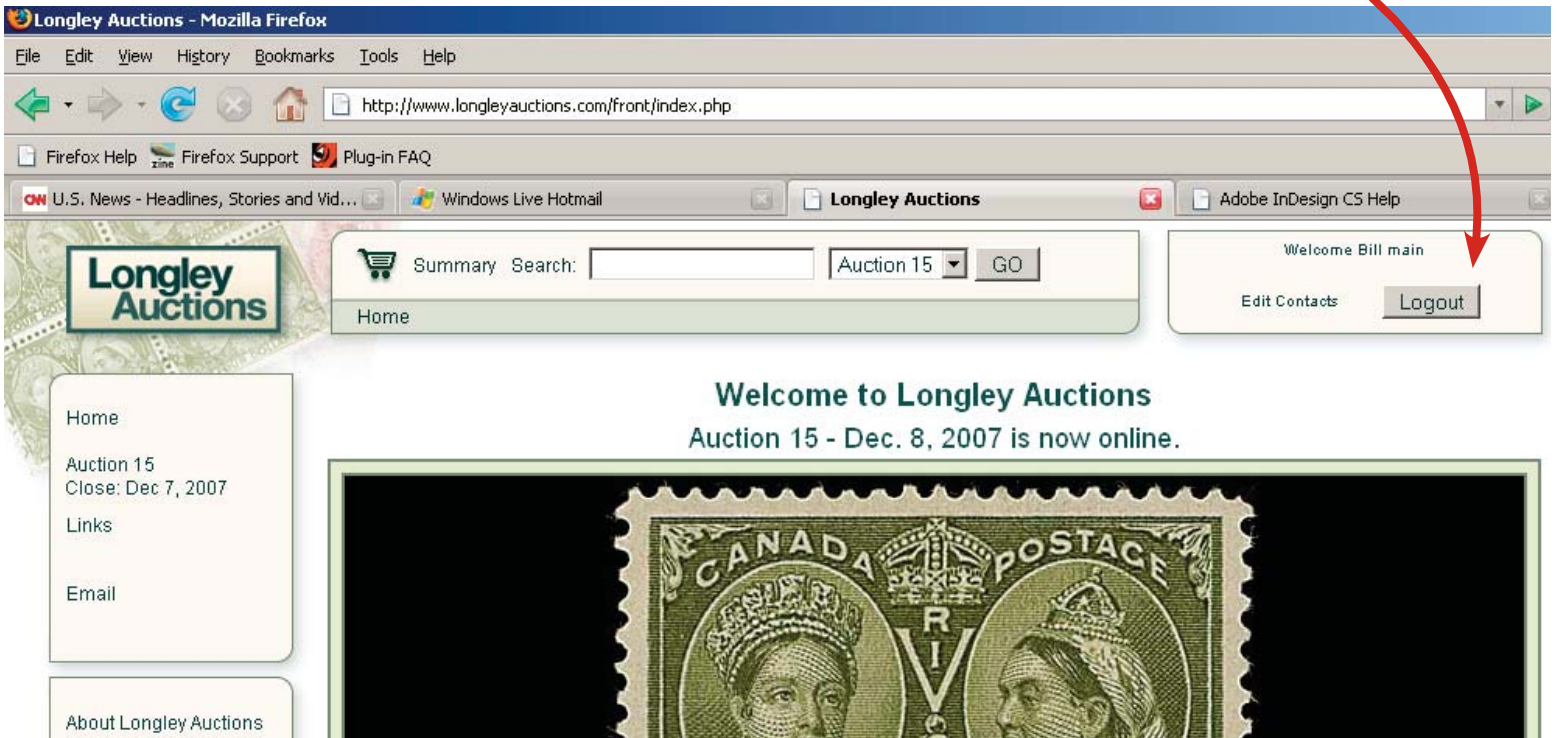 Longley Auctions - Mozilla Firefox
File Edit View History Bookmarks Tools Help
http://www.longleyauctions.com/front/index.php
Firefox Help zine Firefox Support Plug-in FAQ
CNN U.S. News - Headlines, Stories and Vid... Windows Live Hotmail Longley Auctions Adobe InDesign CS Help
Longley
Auctions
Summary Search: Auction 15 GO
Home
Welcome Bill main
Edit Contacts Logout
Welcome to Longley Auctions
Auction 15 - Dec. 8, 2007 is now online.
Home
Auction 15
Close: Dec 7, 2007
Links
Email
About Longley Auctions
CANADA POSTAGE
V R I